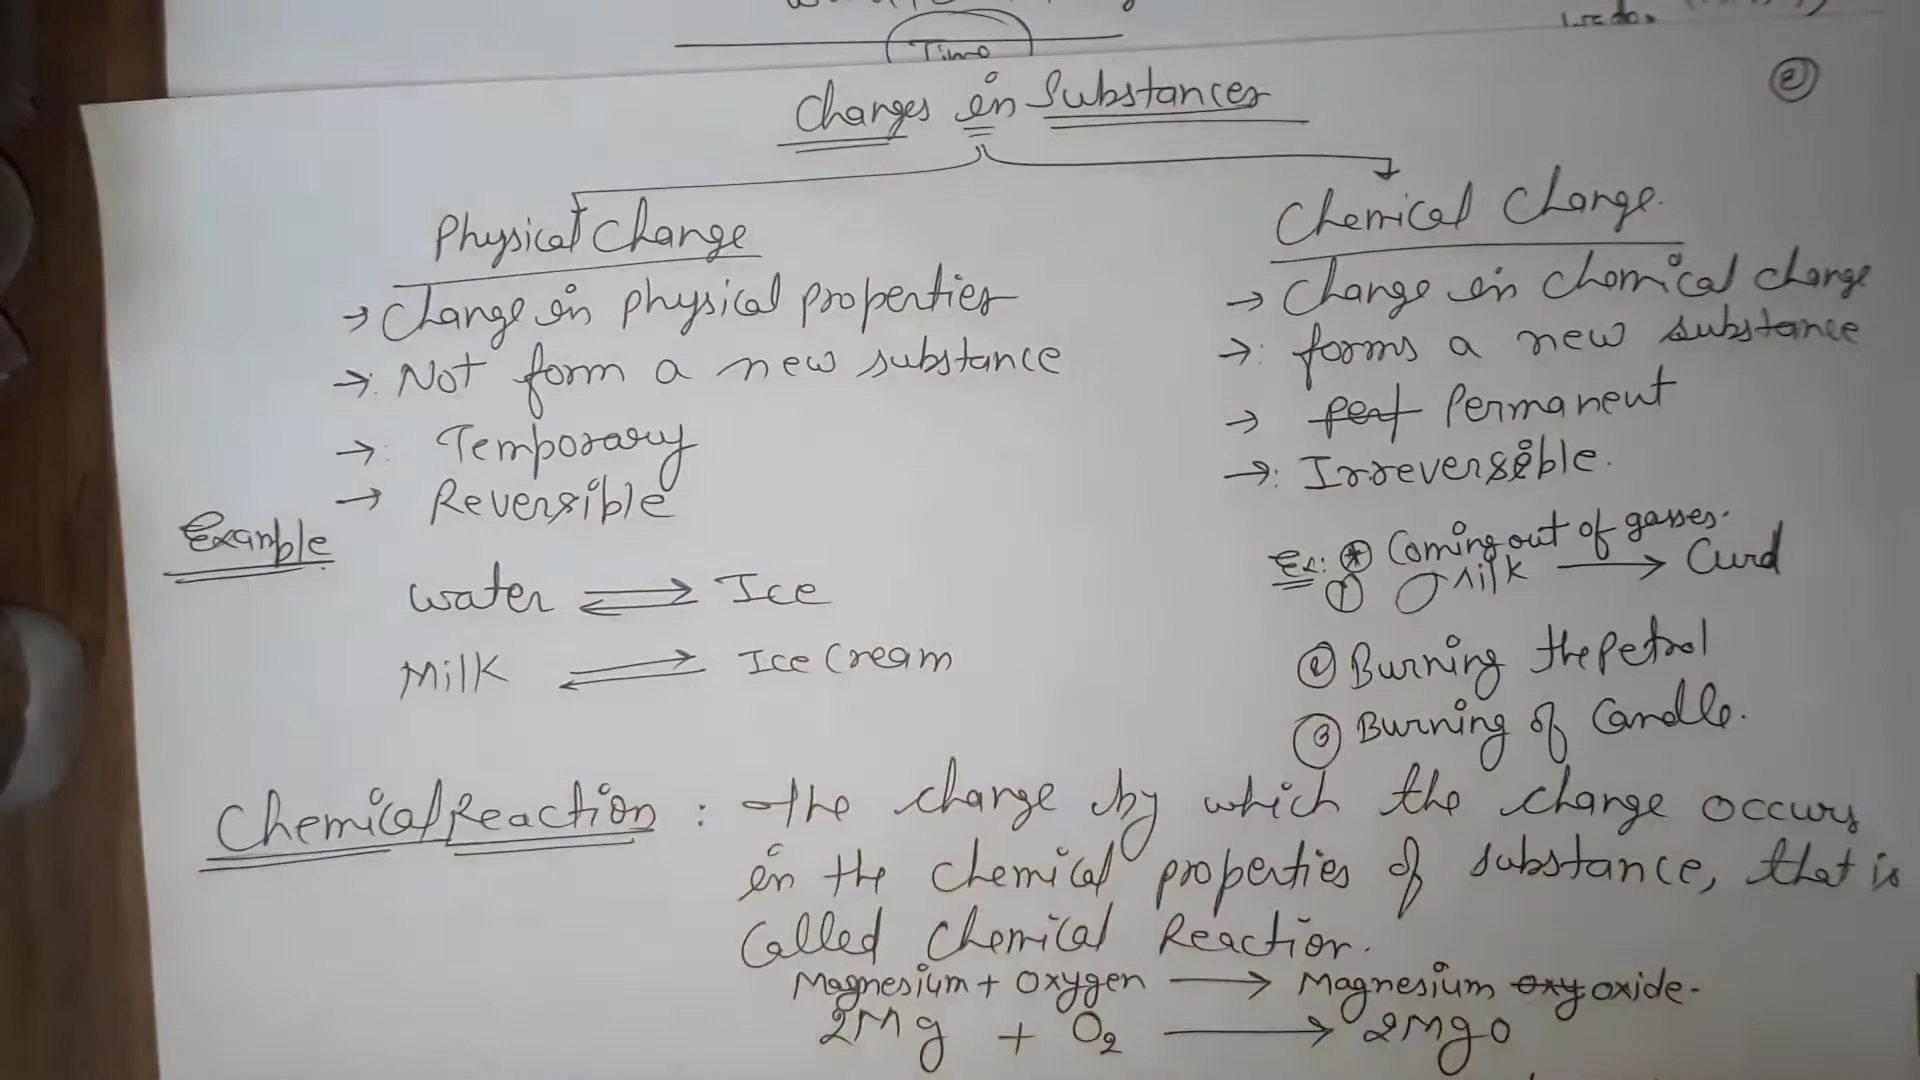 Time
Changes in Substances
2
Physical Change
→ Change in physical properties
→ Not form a new substance
→ Temporary
→ Reversible
Example
water ⇌ Ice
Milk ⇌ Ice Cream
Chemical Change.
→ Change in chemical change
→ forms a new substance
→ Permanent
→ Irreversible.
Ex: * Coming out of gasses.
1 Milk → Curd
2 Burning the petrol
3 Burning of Candle.
Chemical Reaction : the change by which the change occurs
in the chemical properties of substance, that is
Called Chemical Reaction.
Magnesium + Oxygen → Magnesium oxy oxide.
2Mg + O2 → 2MgO